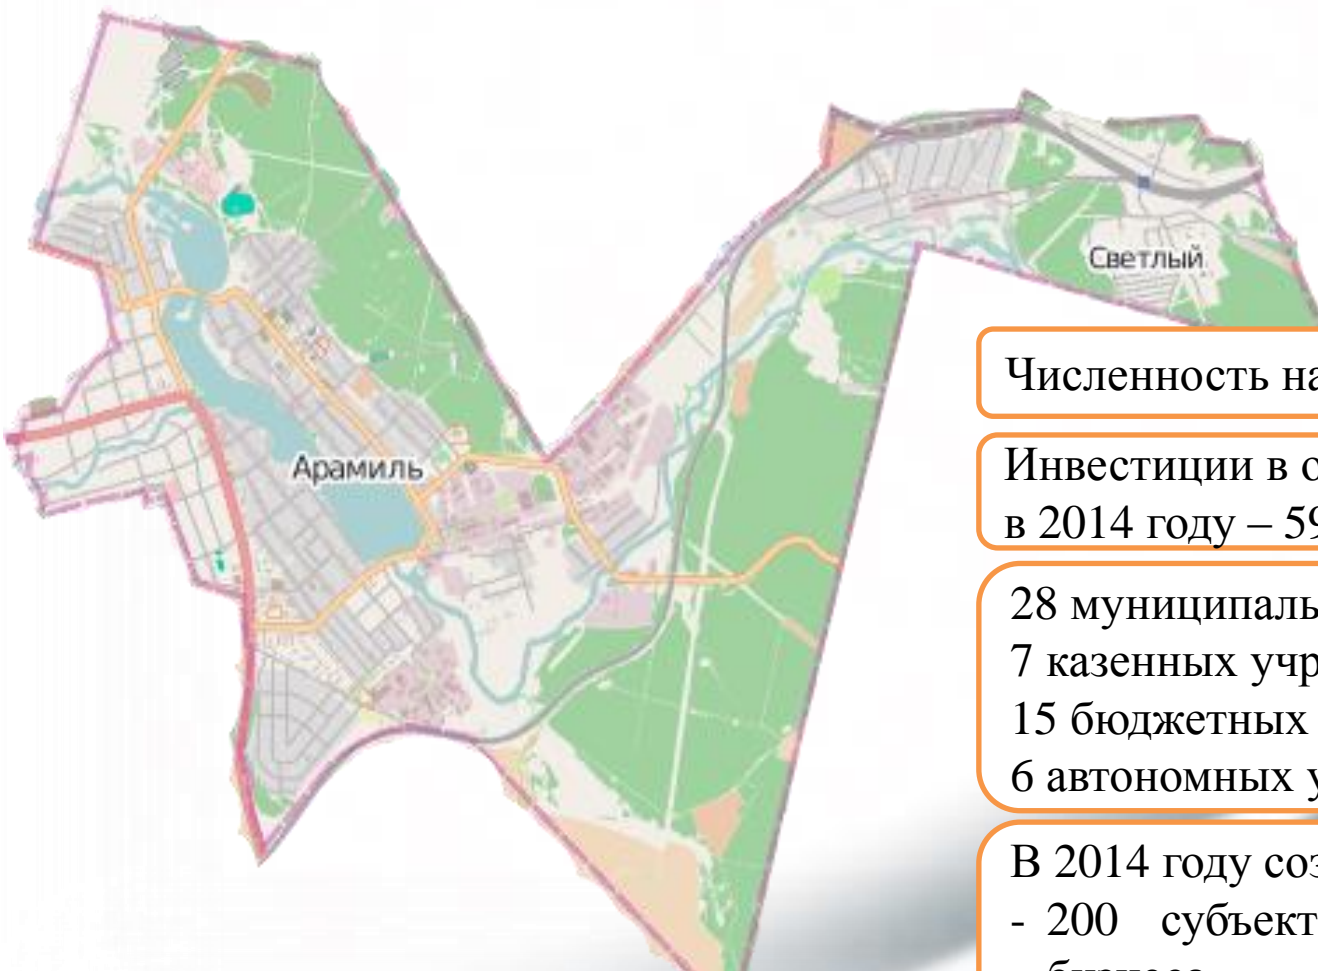 Светлый
Арамиль
Численность на
Инвестиции в о
в 2014 году – 59
28 муниципаль
7 казенных учр
15 бюджетных
6 автономных у
В 2014 году соз
- 200 субъект